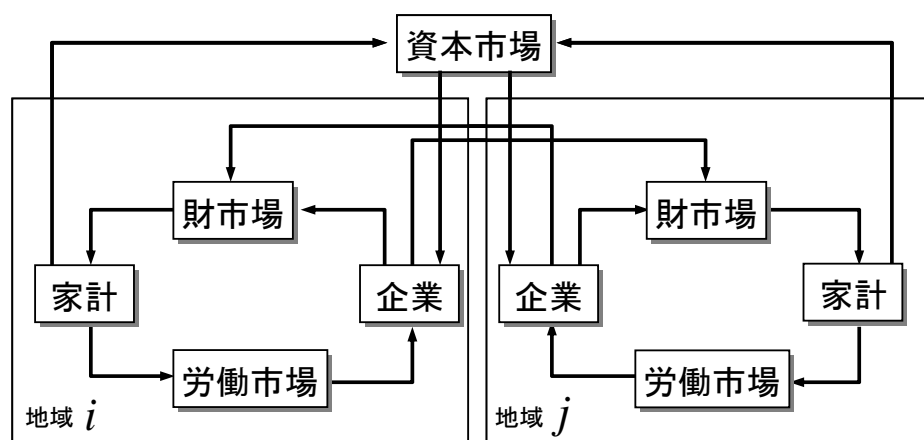 資本市場
財市場
財市場
家計
企業
企業
家計
労働市場
労働市場
地域 i
地域 j